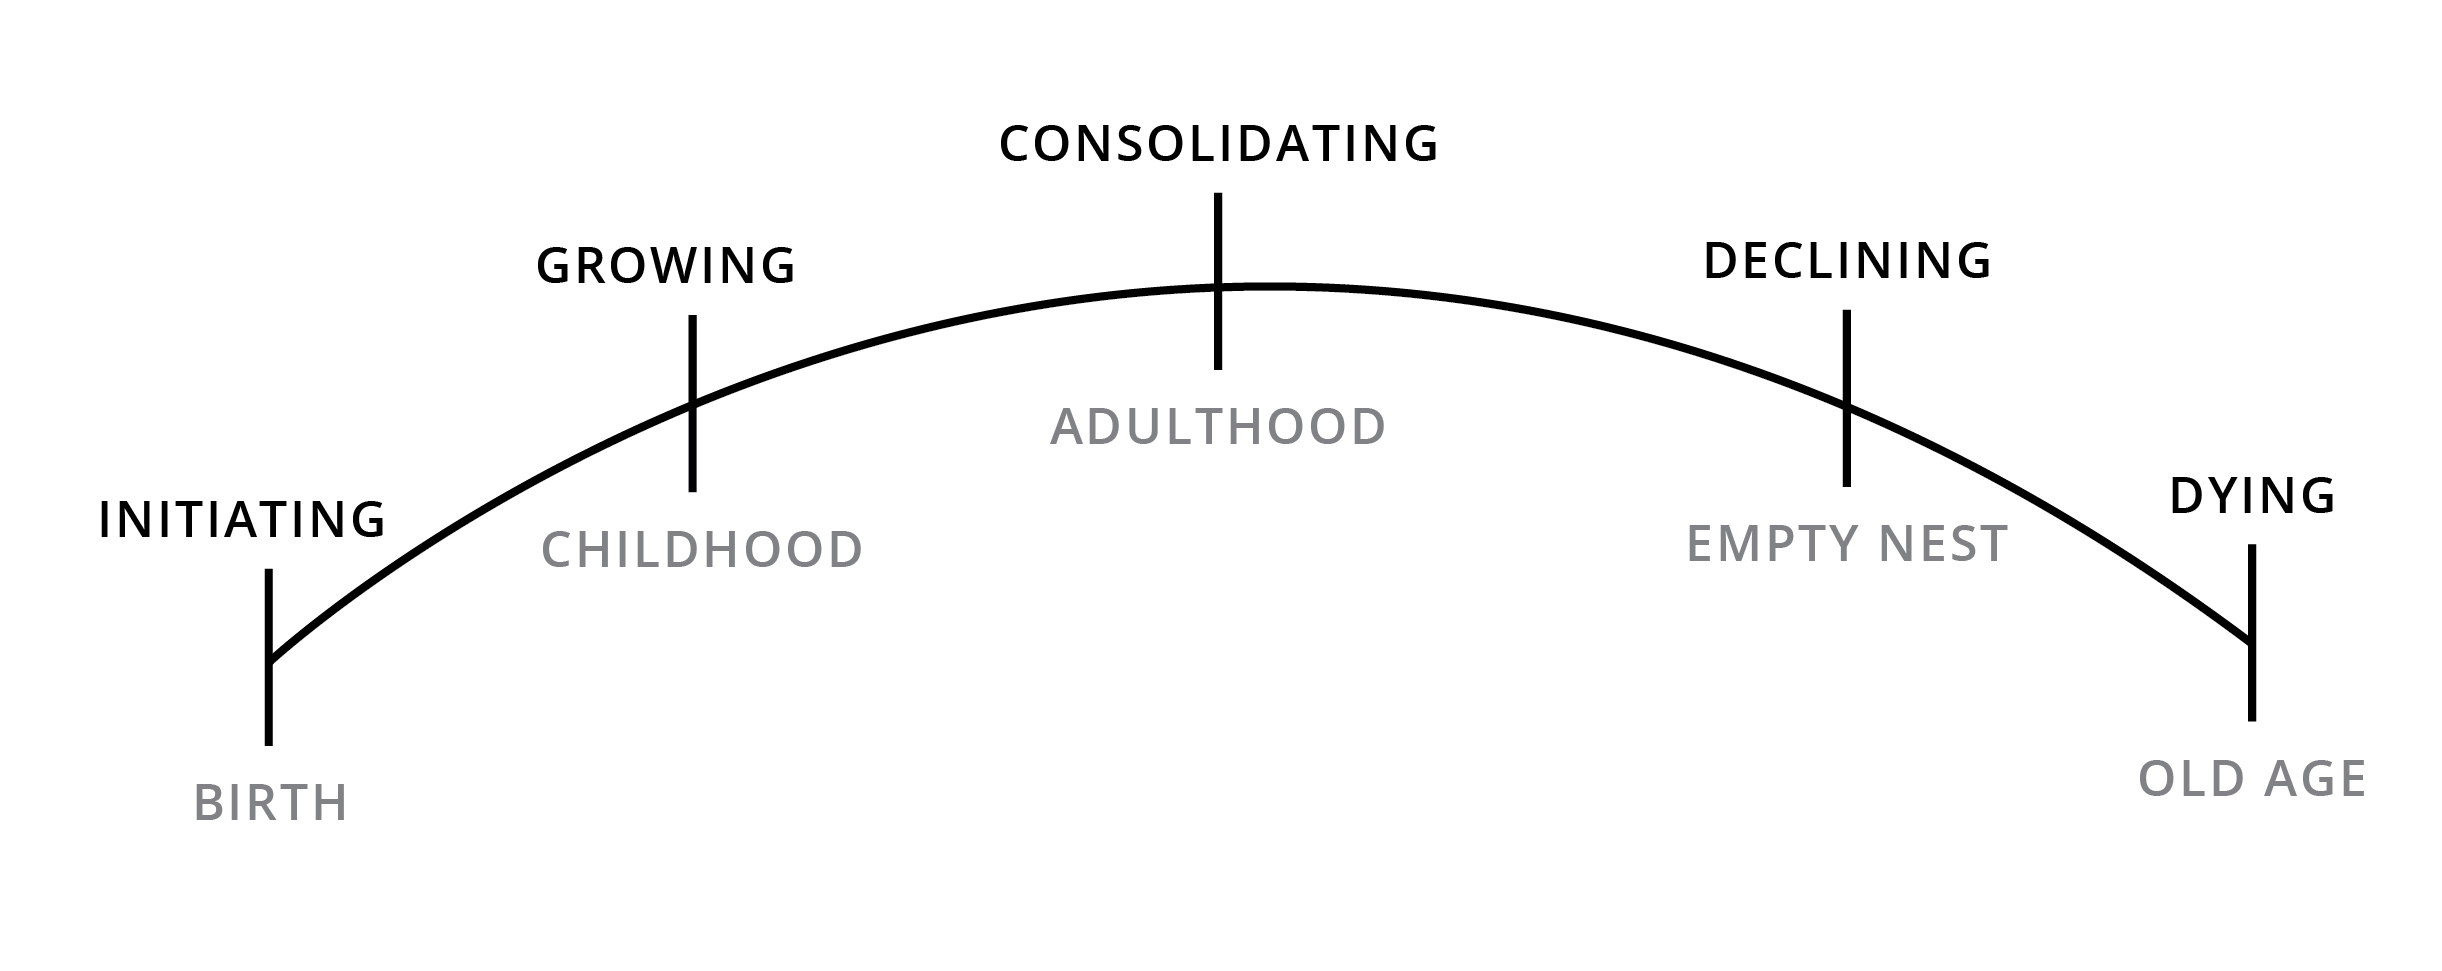 INITIATING
BIRTH
GROWING
CHILDHOOD
CONSOLIDATING
ADULTHOOD
DECLINING
EMPTY NEST
DYING
OLD AGE